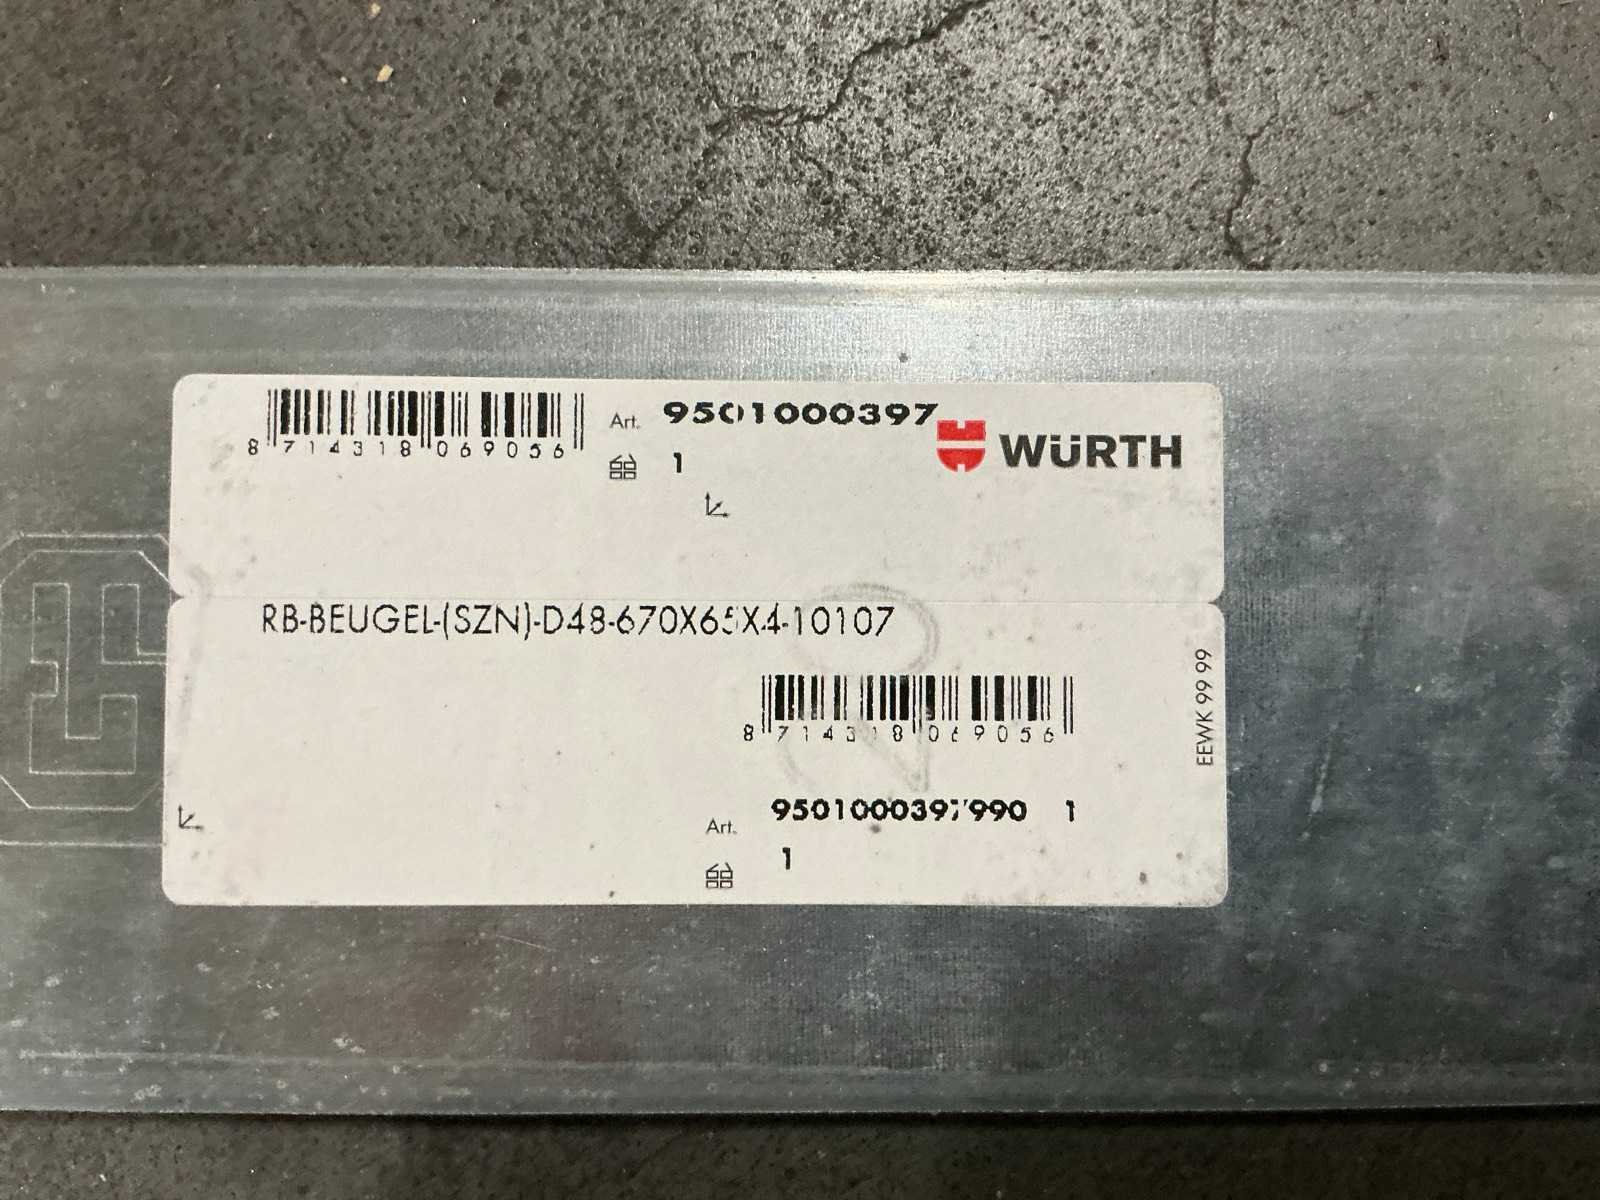 8 714318 069056
Art. 9501000397
1
WÜRTH
RB-BEUGEL-(SZN)-D48-670X65X4-10107
8 714318 069056
EEWK 99 99
Art. 9501000397990 1
1